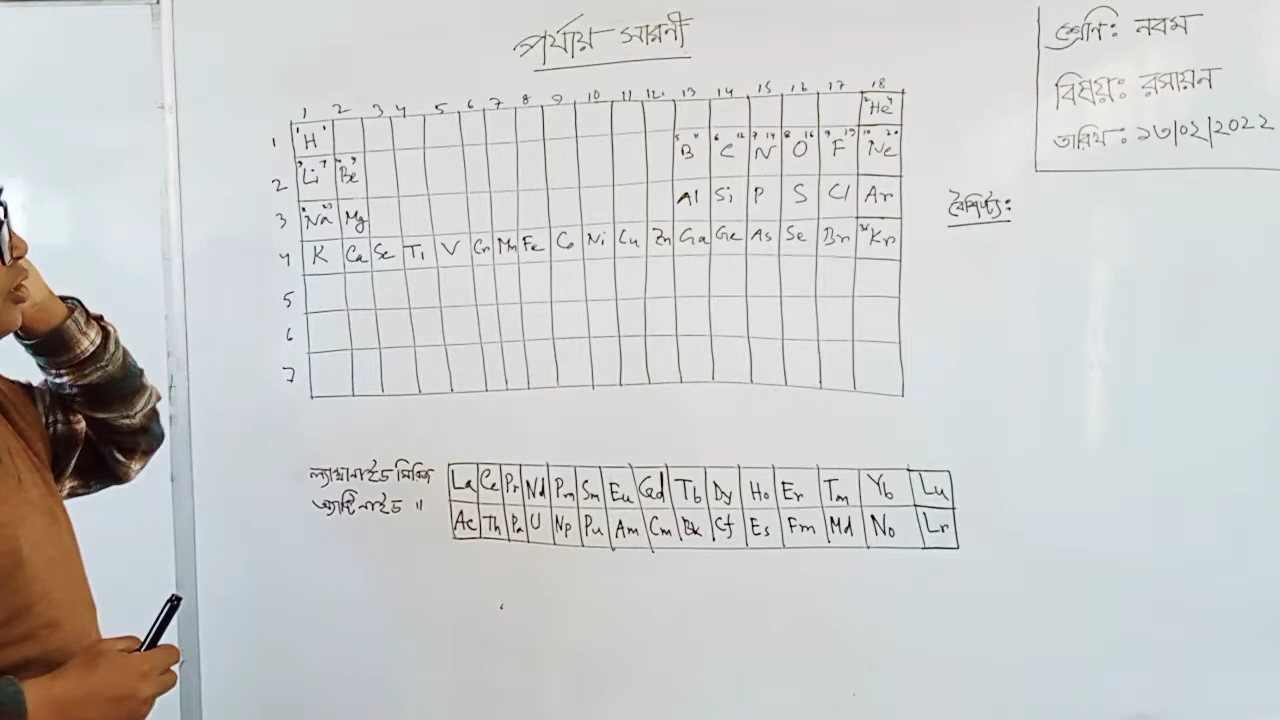 পর্যায় সারনী
শ্রেণি: নবম
বিষয়: রসায়ন
তারিখ: ১৩/০২/২০২২
1 2 3 4 5 6 7 8 9 10 11 12 13 14 15 16 17 18
1 H He
2 Li Be B C N O F Ne
3 Na Mg Al Si P S Cl Ar
4 K Ca Sc Ti V Cr Mn Fe Co Ni Cu Zn Ga Ge As Se Br Kr
5
6
7
বৈশিষ্ট্য:
ল্যান্থানাইড সিরিজ La Ce Pr Nd Pm Sm Eu Gd Tb Dy Ho Er Tm Yb Lu
অ্যাক্টিনাইড " Ac Th Pa U Np Pu Am Cm Bk Cf Es Fm Md No Lr